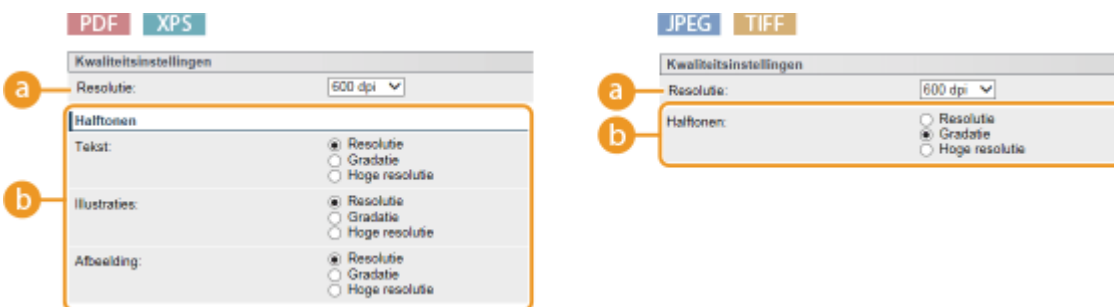 PDF XPS
Kwaliteitsinstellingen
a
Resolutie: 600 dpi
b
Halftonen
Tekst: Resolutie
Gradatie
Hoge resolutie
Illustraties: Resolutie
Gradatie
Hoge resolutie
Afbeelding: Resolutie
Gradatie
Hoge resolutie
JPEG TIFF
Kwaliteitsinstellingen
a
Resolutie: 600 dpi
b
Halftonen: Resolutie
Gradatie
Hoge resolutie